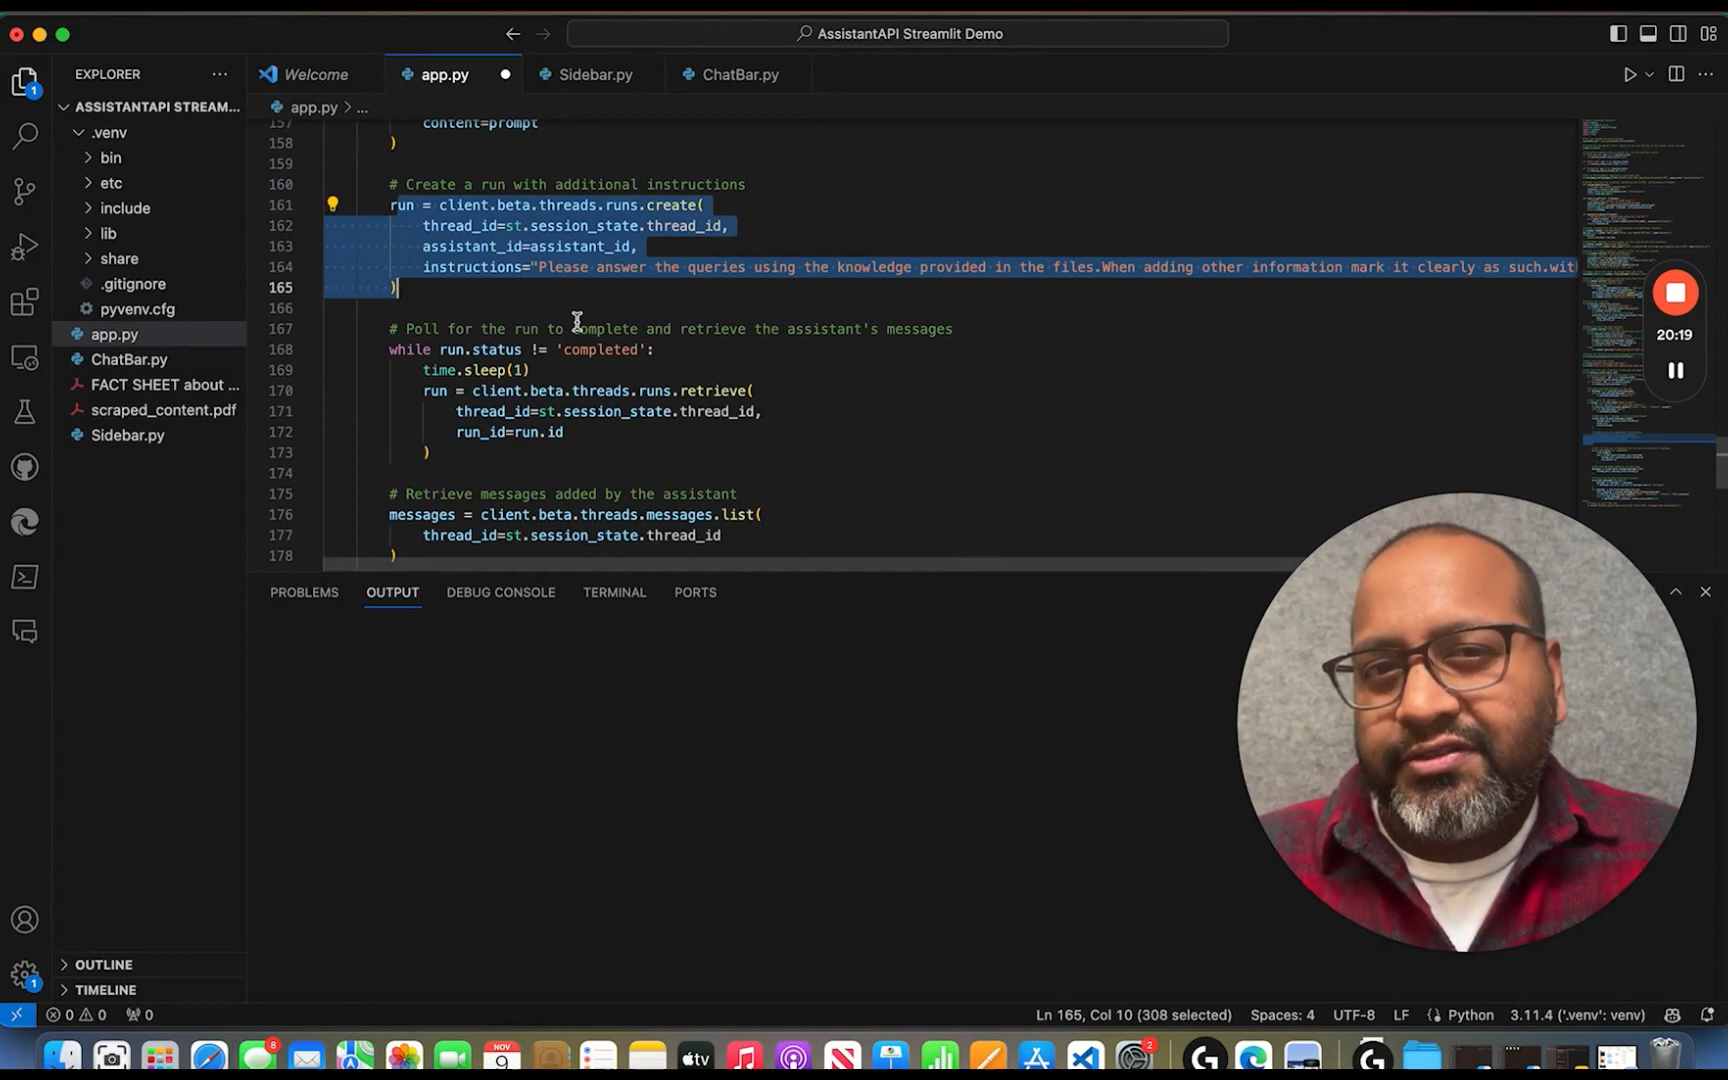 AssistantAPI Streamlit Demo
EXPLORER
Welcome
app.py
Sidebar.py
ChatBar.py
ASSISTANTAPI STREAM...
app.py > ...
.venv
bin
etc
include
lib
share
.gitignore
pyvenv.cfg
app.py
ChatBar.py
FACT SHEET about ...
scraped_content.pdf
Sidebar.py
OUTLINE
TIMELINE
157 content=prompt
158 )
159
160 # Create a run with additional instructions
161 run = client.beta.threads.runs.create(
162 thread_id=st.session_state.thread_id,
163 assistant_id=assistant_id,
164 instructions="Please answer the queries using the knowledge provided in the files.When adding other information mark it clearly as such.wit
165 )
166
167 # Poll for the run to complete and retrieve the assistant's messages
168 while run.status != 'completed':
169 time.sleep(1)
170 run = client.beta.threads.runs.retrieve(
171 thread_id=st.session_state.thread_id,
172 run_id=run.id
173 )
174
175 # Retrieve messages added by the assistant
176 messages = client.beta.threads.messages.list(
177 thread_id=st.session_state.thread_id
178 )
20:19
PROBLEMS OUTPUT DEBUG CONSOLE TERMINAL PORTS
1
1
0 0 0
Ln 165, Col 10 (308 selected) Spaces: 4 UTF-8 LF Python 3.11.4 ('.venv': venv)
8
NOV
9
tv
2